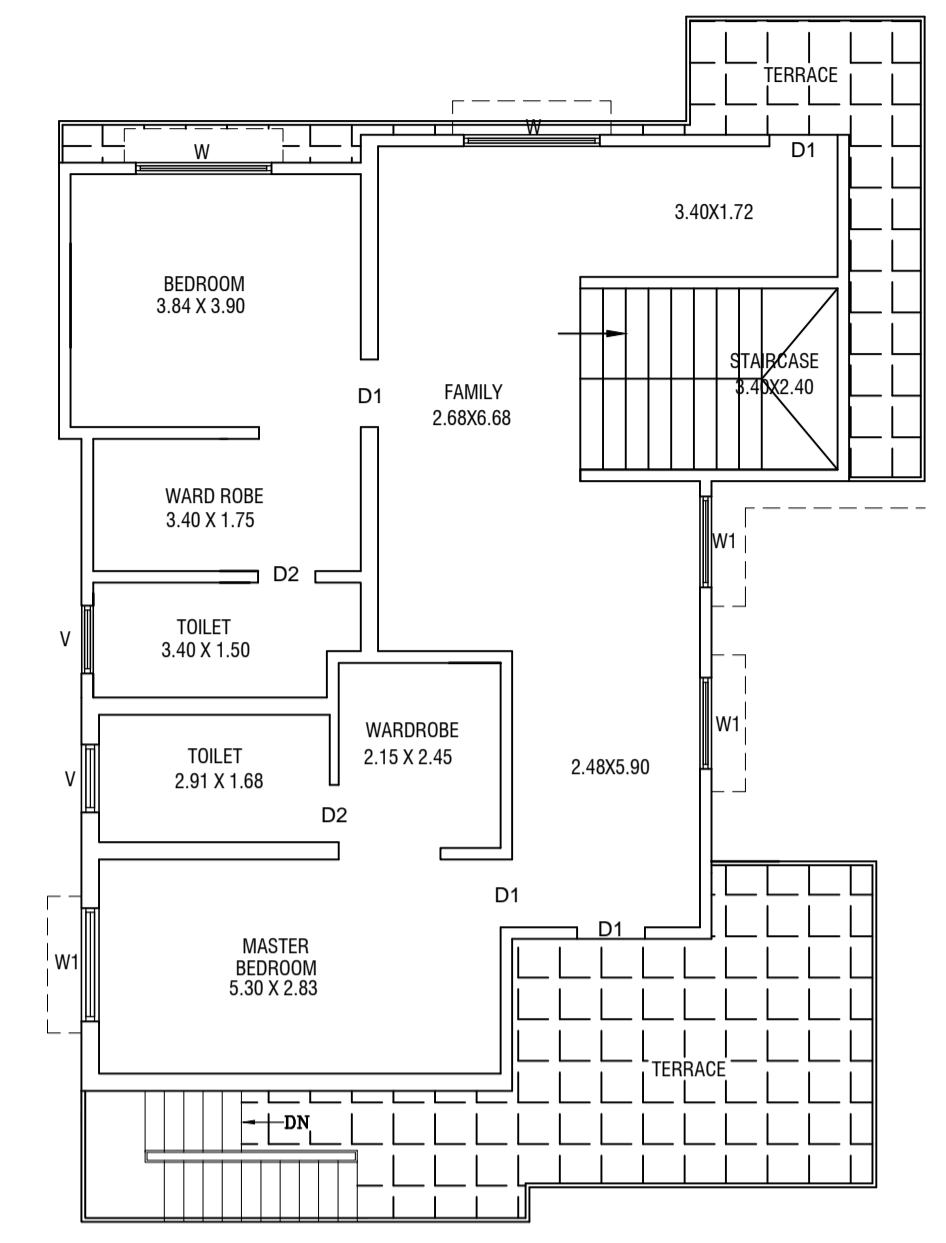 TERRACE
W
W
D1
3.40X1.72
BEDROOM
3.84 X 3.90
STAIRCASE
3.40X2.40
D1
FAMILY
2.68X6.68
WARD ROBE
3.40 X 1.75
W1
D2
TOILET
3.40 X 1.50
V
WARDROBE
2.15 X 2.45
W1
TOILET
2.91 X 1.68
V
2.48X5.90
D2
D1
D1
MASTER
BEDROOM
5.30 X 2.83
W1
TERRACE
DN